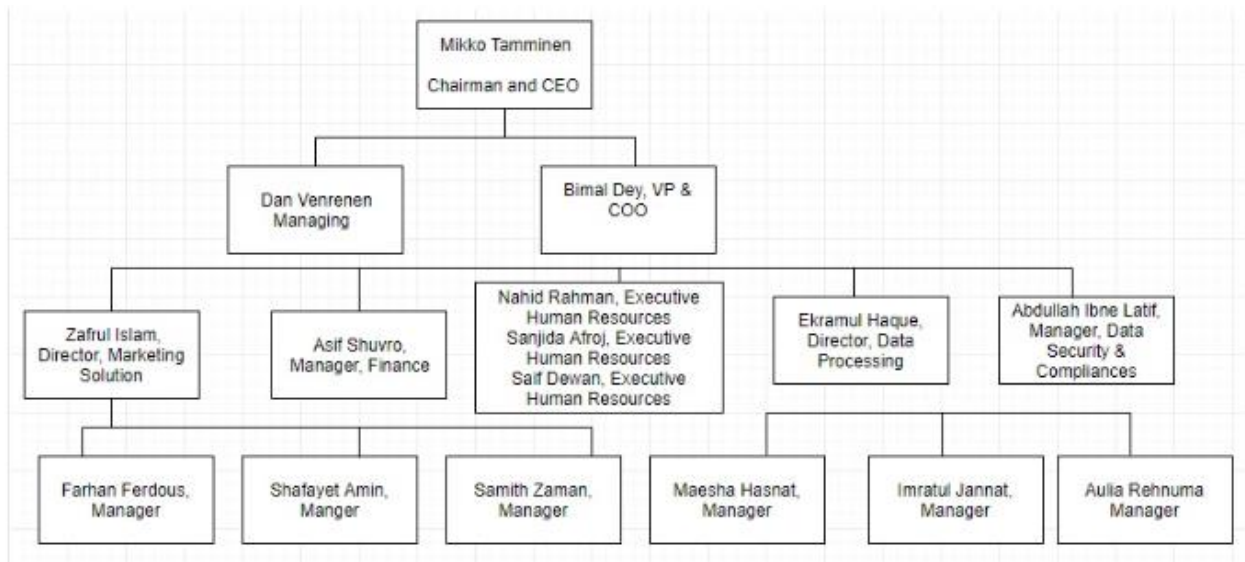 Mikko Tamminen
Chairman and CEO
Dan Venrenen
Managing
Bimal Dey, VP &
COO
Zafrul Islam,
Director, Marketing
Solution
Asif Shuvro,
Manager, Finance
Nahid Rahman, Executive
Human Resources
Sanjida Afroj, Executive
Human Resources
Saif Dewan, Executive
Human Resources
Ekramul Haque,
Director, Data
Processing
Abdullah Ibne Latif,
Manager, Data
Security &
Compliances
Farhan Ferdous,
Manager
Shafayet Amin,
Manger
Samith Zaman,
Manager
Maesha Hasnat,
Manager
Imratul Jannat,
Manager
Aulia Rehnuma
Manager